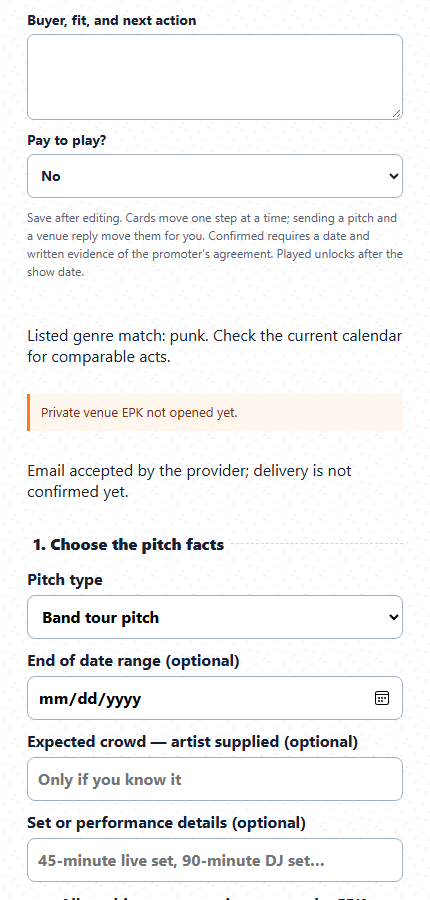 Buyer, fit, and next action
Pay to play?
No
Save after editing. Cards move one step at a time; sending a pitch and
a venue reply move them for you. Confirmed requires a date and
written evidence of the promoter's agreement. Played unlocks after the
show date.
Listed genre match: punk. Check the current calendar
for comparable acts.
Private venue EPK not opened yet.
Email accepted by the provider; delivery is not
confirmed yet.
1. Choose the pitch facts
Pitch type
Band tour pitch
End of date range (optional)
mm/dd/yyyy
Expected crowd — artist supplied (optional)
Only if you know it
Set or performance details (optional)
45-minute live set, 90-minute DJ set...